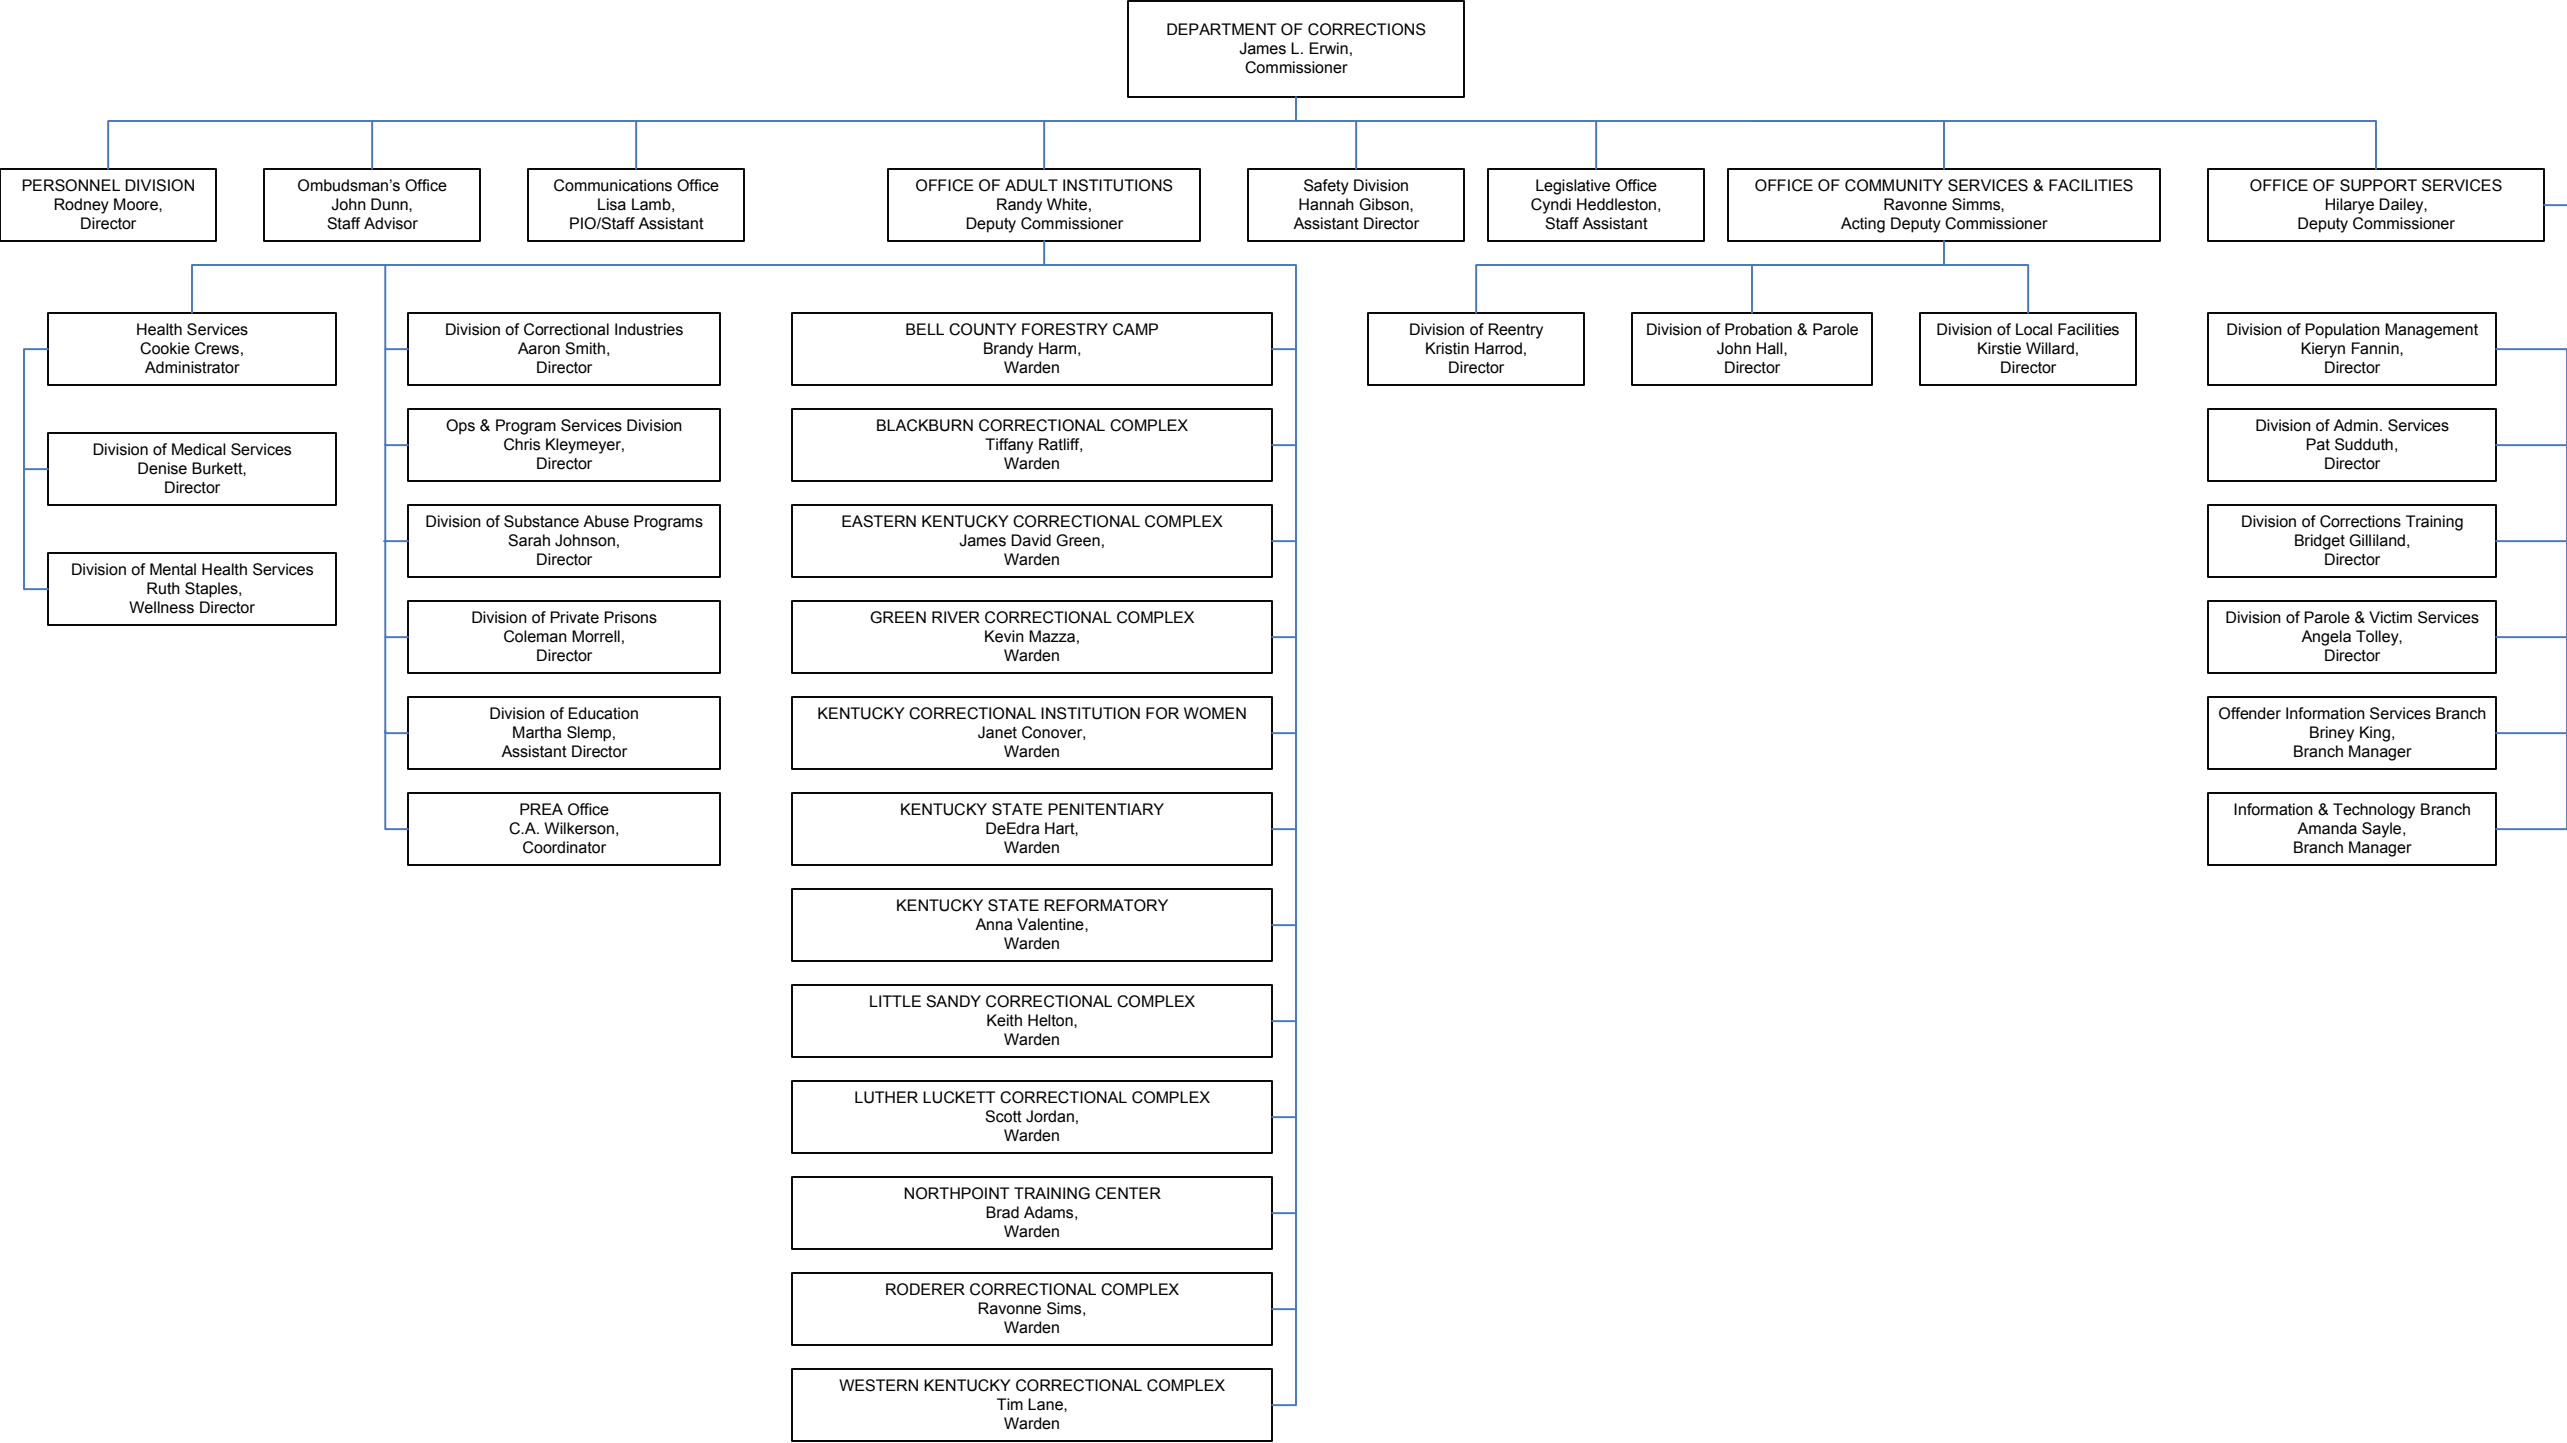 DEPARTMENT OF CORRECTIONS
James L. Erwin,
Commissioner
PERSONNEL DIVISION
Rodney Moore,
Director
Ombudsman’s Office
John Dunn,
Staff Advisor
Communications Office
Lisa Lamb,
PIO/Staff Assistant
OFFICE OF ADULT INSTITUTIONS
Randy White,
Deputy Commissioner
Safety Division
Hannah Gibson,
Assistant Director
Legislative Office
Cyndi Heddleston,
Staff Assistant
OFFICE OF COMMUNITY SERVICES & FACILITIES
Ravonne Simms,
Acting Deputy Commissioner
OFFICE OF SUPPORT SERVICES
Hilarye Dailey,
Deputy Commissioner
Health Services
Cookie Crews,
Administrator
Division of Medical Services
Denise Burkett,
Director
Division of Mental Health Services
Ruth Staples,
Wellness Director
Division of Correctional Industries
Aaron Smith,
Director
Ops & Program Services Division
Chris Kleymeyer,
Director
Division of Substance Abuse Programs
Sarah Johnson,
Director
Division of Private Prisons
Coleman Morrell,
Director
Division of Education
Martha Slemp,
Assistant Director
PREA Office
C.A. Wilkerson,
Coordinator
BELL COUNTY FORESTRY CAMP
Brandy Harm,
Warden
BLACKBURN CORRECTIONAL COMPLEX
Tiffany Ratliff,
Warden
EASTERN KENTUCKY CORRECTIONAL COMPLEX
James David Green,
Warden
GREEN RIVER CORRECTIONAL COMPLEX
Kevin Mazza,
Warden
KENTUCKY CORRECTIONAL INSTITUTION FOR WOMEN
Janet Conover,
Warden
KENTUCKY STATE PENITENTIARY
DeEdra Hart,
Warden
KENTUCKY STATE REFORMATORY
Anna Valentine,
Warden
LITTLE SANDY CORRECTIONAL COMPLEX
Keith Helton,
Warden
LUTHER LUCKETT CORRECTIONAL COMPLEX
Scott Jordan,
Warden
NORTHPOINT TRAINING CENTER
Brad Adams,
Warden
RODERER CORRECTIONAL COMPLEX
Ravonne Sims,
Warden
WESTERN KENTUCKY CORRECTIONAL COMPLEX
Tim Lane,
Warden
Division of Reentry
Kristin Harrod,
Director
Division of Probation & Parole
John Hall,
Director
Division of Local Facilities
Kirstie Willard,
Director
Division of Population Management
Kieryn Fannin,
Director
Division of Admin. Services
Pat Sudduth,
Director
Division of Corrections Training
Bridget Gilliland,
Director
Division of Parole & Victim Services
Angela Tolley,
Director
Offender Information Services Branch
Briney King,
Branch Manager
Information & Technology Branch
Amanda Sayle,
Branch Manager